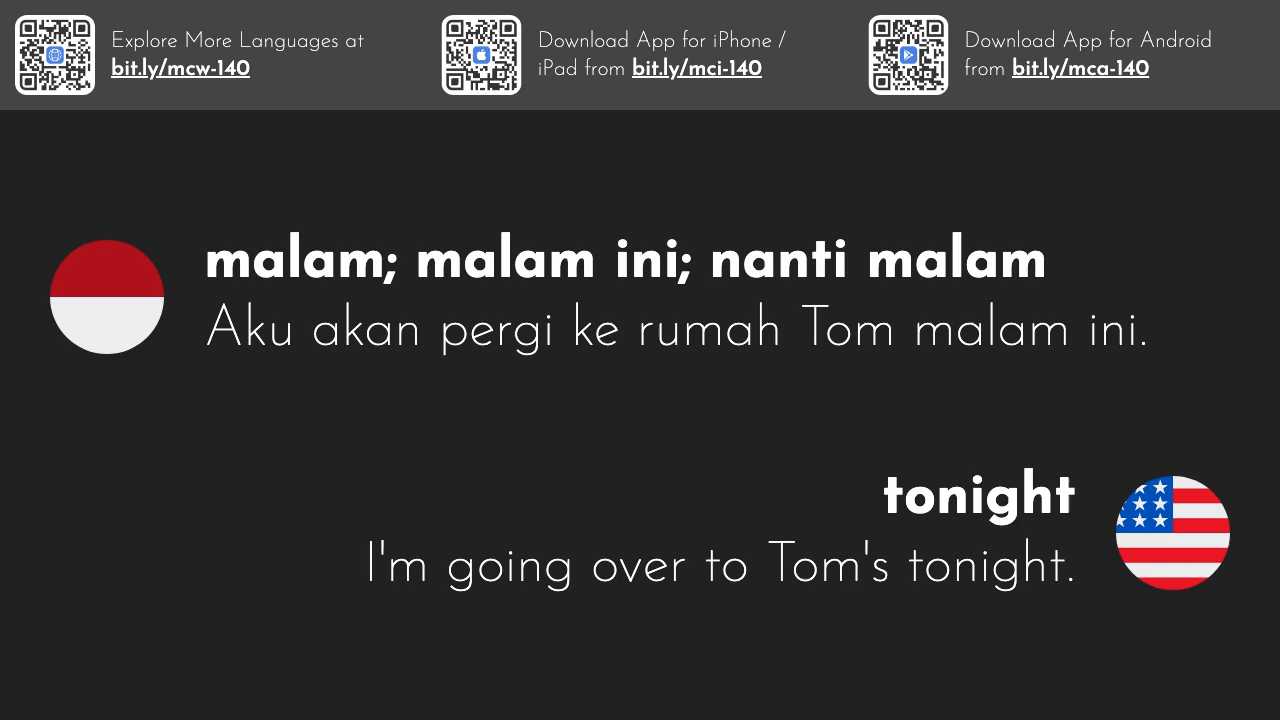 Explore More Languages at
bit.ly/mcw-140
Download App for iPhone /
iPad from bit.ly/mci-140
Download App for Android
from bit.ly/mca-140
malam; malam ini; nanti malam
Aku akan pergi ke rumah Tom malam ini.
tonight
I'm going over to Tom's tonight.